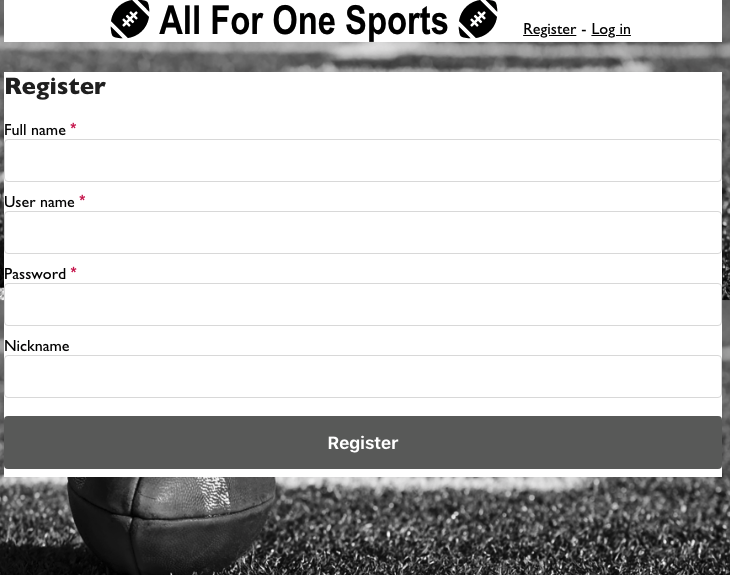 All For One Sports
Register - Log in
Register
Full name *
User name *
Password *
Nickname
Register